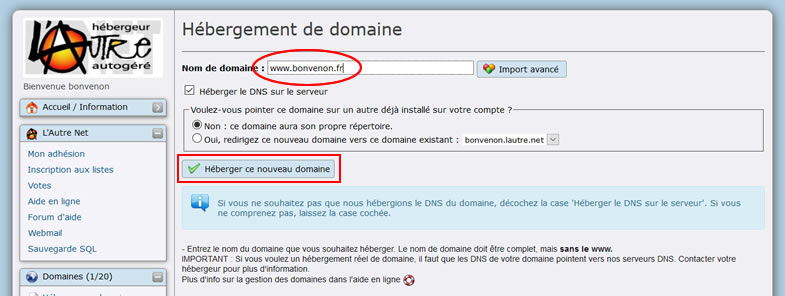 hébergeur
L'AUTRE
autogéré
Bienvenue bonvenon
Accueil / Information
L'Autre Net
Mon adhésion
Inscription aux listes
Votes
Aide en ligne
Forum d'aide
Webmail
Sauvegarde SQL
Domaines (1/20)
Hébergement de domaine
Nom de domaine : www.bonvenon.fr Import avancé
Héberger le DNS sur le serveur
Voulez-vous pointer ce domaine sur un autre déjà installé sur votre compte ?
Non : ce domaine aura son propre répertoire.
Oui, redirigez ce nouveau domaine vers ce domaine existant : bonvenon.lautre.net
Héberger ce nouveau domaine
Si vous ne souhaitez pas que nous hébergions le DNS du domaine, décochez la case 'Héberger le DNS sur le serveur'. Si vous
ne comprenez pas, laissez la case cochée.
- Entrez le nom du domaine que vous souhaitez héberger. Le nom de domaine doit être complet, mais sans le www.
IMPORTANT : Si vous voulez un hébergement réel de domaine, il faut que les DNS de votre domaine pointent vers nos serveurs DNS. Contacter votre
hébergeur pour plus d'information.
Plus d'info sur la gestion des domaines dans l'aide en ligne